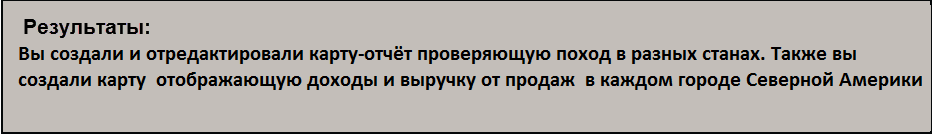 Результаты:
Вы создали и отредактировали карту-отчёт проверяющую поход в разных станах. Также вы
создали карту  отображающую доходы и выручку от продаж  в каждом городе Северной Америки